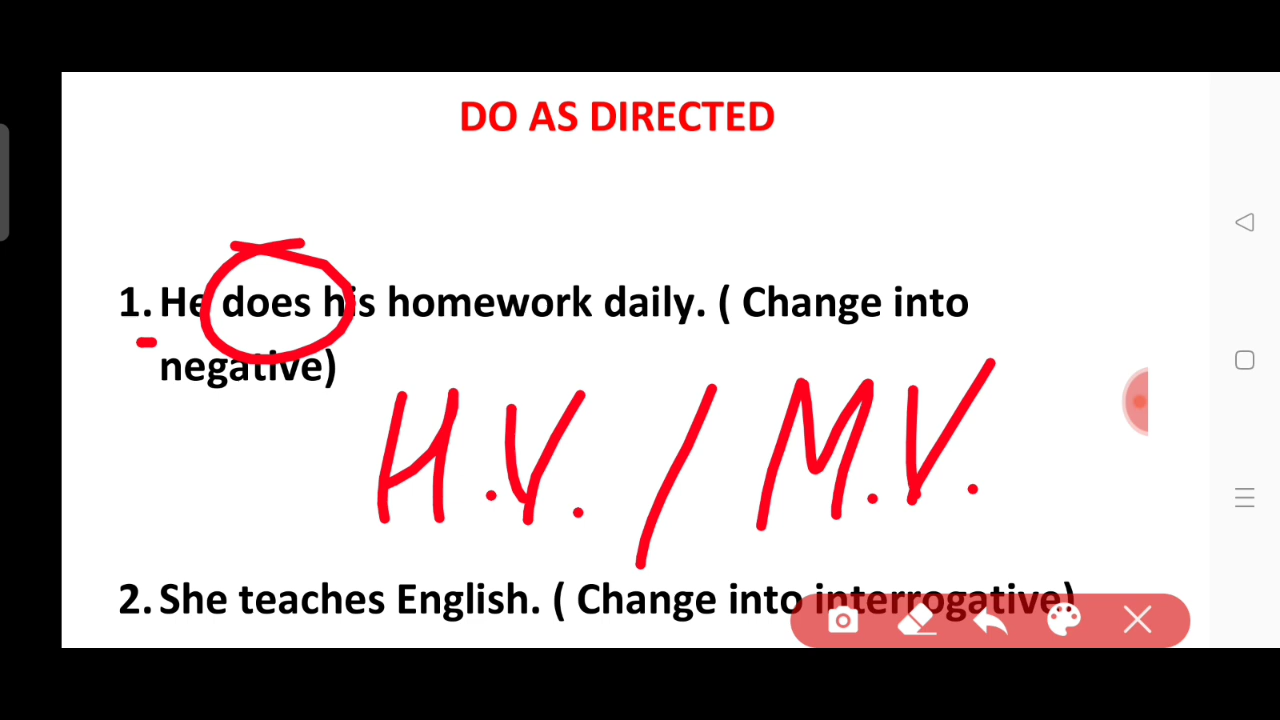 DO AS DIRECTED
1. He does his homework daily. ( Change into
negative)
H.V. / M.V.
2. She teaches English. ( Change into interrogative)